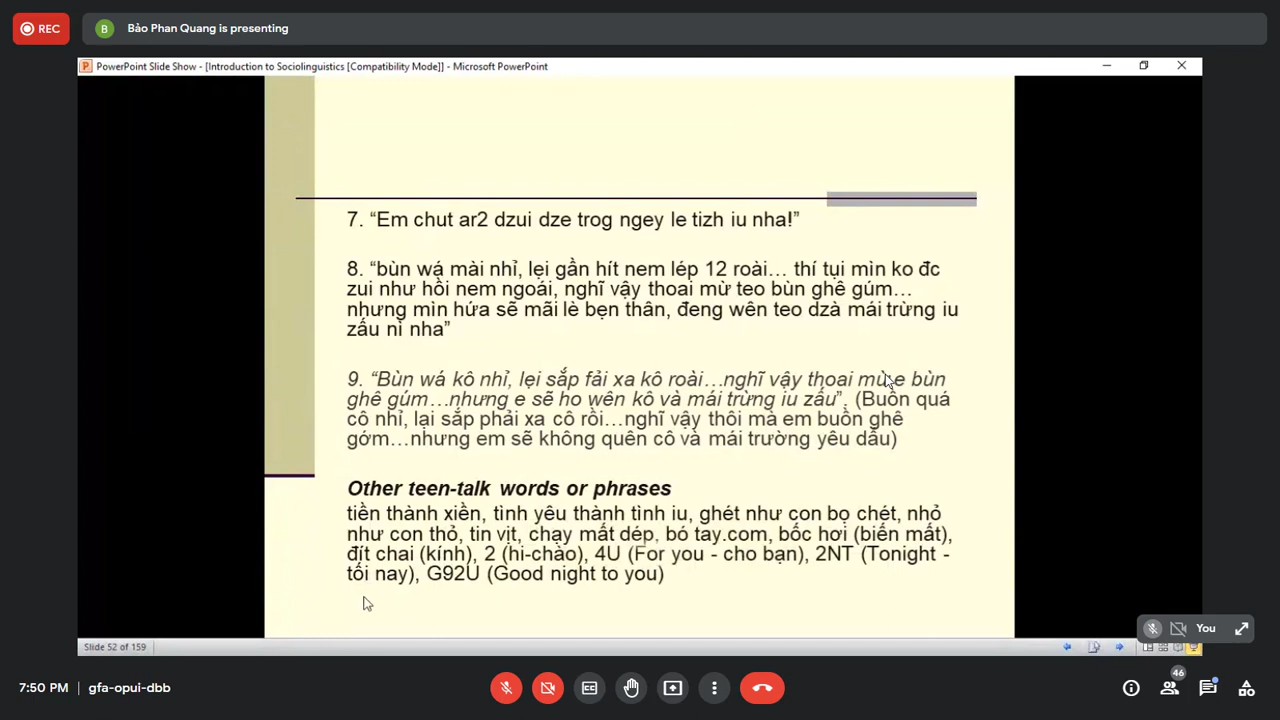 REC
B
Bảo Phan Quang is presenting
P PowerPoint Slide Show - [Introduction to Sociolinguistics [Compatibility Mode]] - Microsoft PowerPoint
7. “Em chut ar2 dzui dze trog ngey le tizh iu nha!”
8. “bùn wá mài nhỉ, lẹi gần hít nem lép 12 roài... thí tụi mìn ko đc
zui như hồi nem ngoái, nghĩ vậy thoai mừ teo bùn ghê gúm...
nhưng mìn hứa sẽ mãi lè bẹn thân, đeng wên teo dzà mái trừng iu
zấu nì nha”
9. “Bùn wá kô nhỉ, lẹi sắp fải xa kô roài...nghĩ vậy thoai mừ e bùn
ghê gúm...nhưng e sẽ ho wên kô và mái trừng iu zấu”. (Buồn quá
cô nhỉ, lại sắp phải xa cô rồi...nghĩ vậy thôi mà em buồn ghê
gớm...nhưng em sẽ không quên cô và mái trường yêu dấu)
Other teen-talk words or phrases
tiền thành xiền, tình yêu thành tình iu, ghét như con bọ chét, nhỏ
như con thỏ, tin vịt, chạy mất dép, bó tay.com, bốc hơi (biến mất),
đít chai (kính), 2 (hi-chào), 4U (For you - cho bạn), 2NT (Tonight -
tối nay), G92U (Good night to you)
You
Slide 52 of 159
7:50 PM | gfa-opui-dbb
46